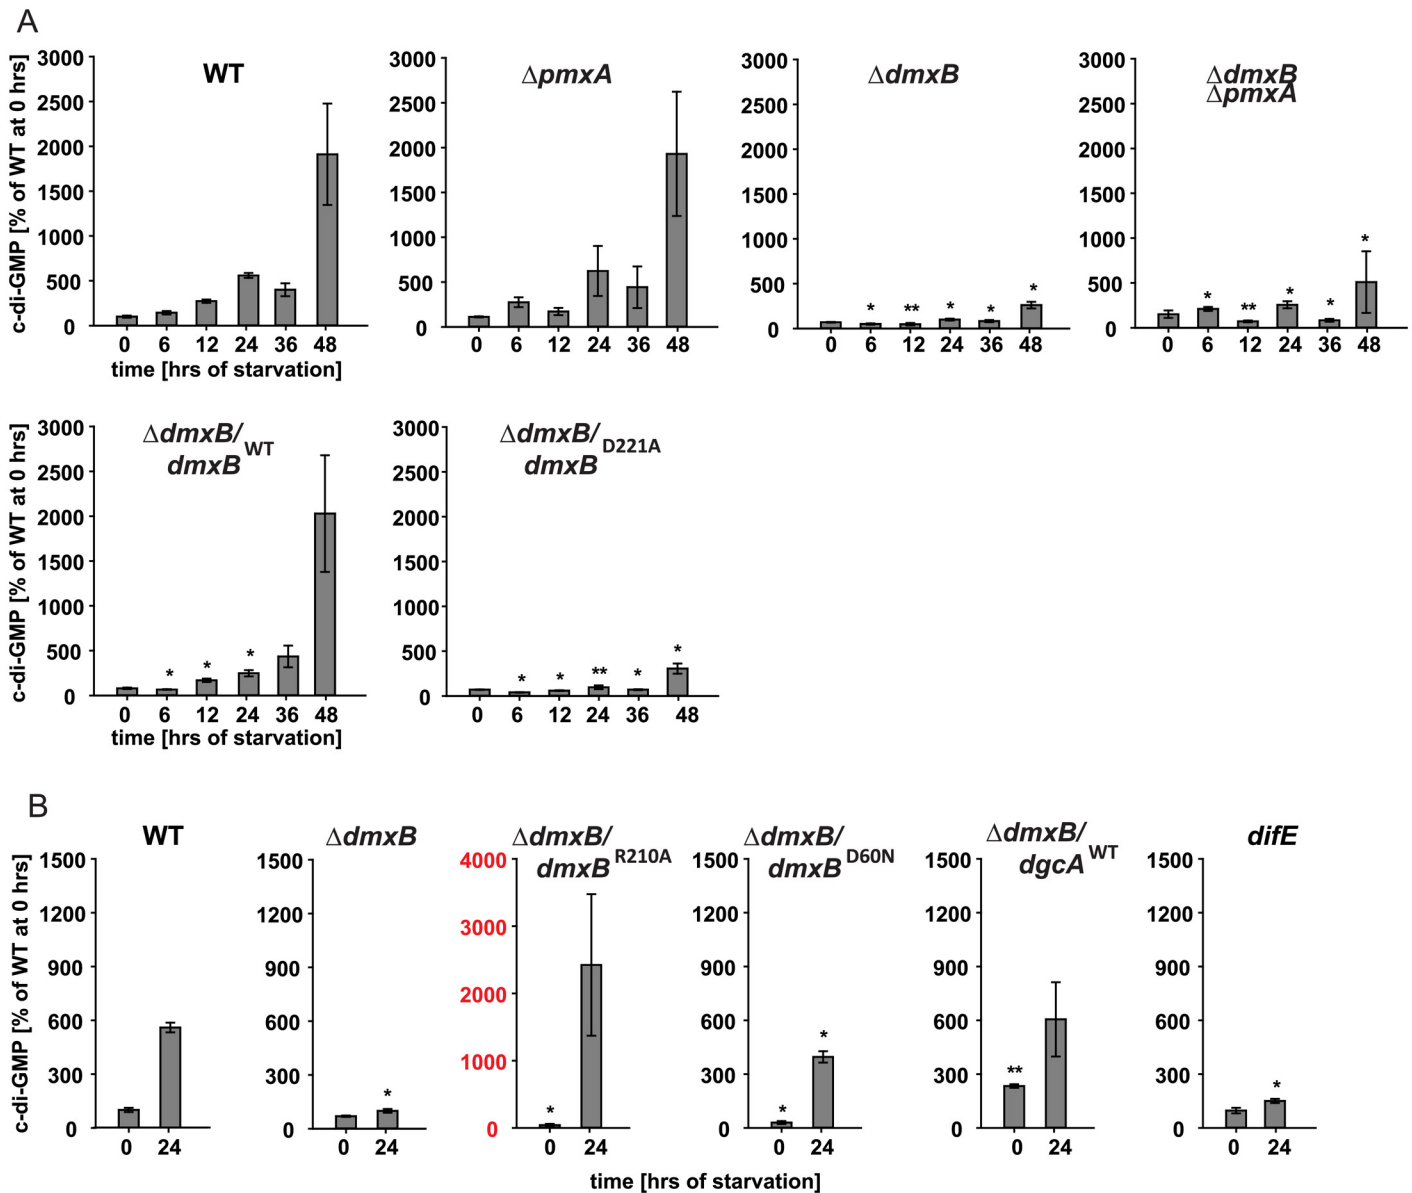 A
c-di-GMP [% of WT at 0 hrs]
3000
2500
2000
1500
1000
500
0
WT
0 6 12 24 36 48
time [hrs of starvation]
3000
2500
2000
1500
1000
500
0
ΔpmxA
0 6 12 24 36 48
3000
2500
2000
1500
1000
500
0
ΔdmxB
* ** * * *
0 6 12 24 36 48
3000
2500
2000
1500
1000
500
0
ΔdmxB
ΔpmxA
* ** * * *
0 6 12 24 36 48
c-di-GMP [% of WT at 0 hrs]
3000
2500
2000
1500
1000
500
0
ΔdmxB/
dmxB WT
* * *
0 6 12 24 36 48
time [hrs of starvation]
3000
2500
2000
1500
1000
500
0
ΔdmxB/
dmxB D221A
* * ** * *
0 6 12 24 36 48
B
c-di-GMP [% of WT at 0 hrs]
1500
1200
900
600
300
0
WT
0 24
1500
1200
900
600
300
0
ΔdmxB
*
0 24
4000
3000
2000
1000
0
ΔdmxB/
dmxB R210A
*
0 24
1500
1200
900
600
300
0
ΔdmxB/
dmxB D60N
* *
0 24
1500
1200
900
600
300
0
ΔdmxB/
dgcA WT
**
0 24
1500
1200
900
600
300
0
difE
*
0 24
time [hrs of starvation]